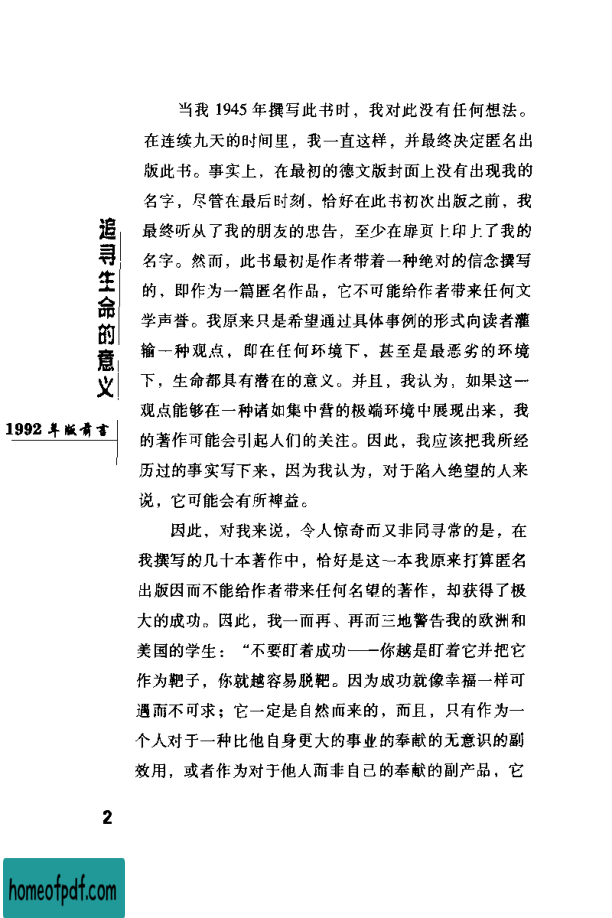 当我 1945 年撰写此书时，我对此没有任何想法。
在连续九天的时间里，我一直这样，并最终决定匿名出
版此书。事实上，在最初的德文版封面上没有出现我的
名字，尽管在最后时刻，恰好在此书初次出版之前，我
最终听从了我的朋友的忠告，至少在扉页上印上了我的
名字。然而，此书最初是作者带着一种绝对的信念撰写
的，即作为一篇匿名作品，它不可能给作者带来任何文
学声誉。我原来只是希望通过具体事例的形式向读者灌
输一种观点，即在任何环境下，甚至是最恶劣的环境
下，生命都具有潜在的意义。并且，我认为，如果这一
观点能够在一种诸如集中营的极端环境中展现出来，我
的著作可能会引起人们的关注。因此，我应该把我所经
历过的事实写下来，因为我认为，对于陷入绝望的人来
说，它可能会有所裨益。
因此，对我来说，令人惊奇而又非同寻常的是，在
我撰写的几十本著作中，恰好是这一本我原来打算匿名
出版因而不能给作者带来任何名望的著作，却获得了极
大的成功。因此，我一而再、再而三地警告我的欧洲和
美国的学生：“不要盯着成功——你越是盯着它并把它
作为靶子，你就越容易脱靶。因为成功就像幸福一样可
遇而不可求；它一定是自然而来的，而且，只有作为一
个人对于一种比他自身更大的事业的奉献的无意识的副
效用，或者作为对于他人而非自己的奉献的副产品，它
追寻生命的意义
1992 年版前言
2
homeofpdf.com